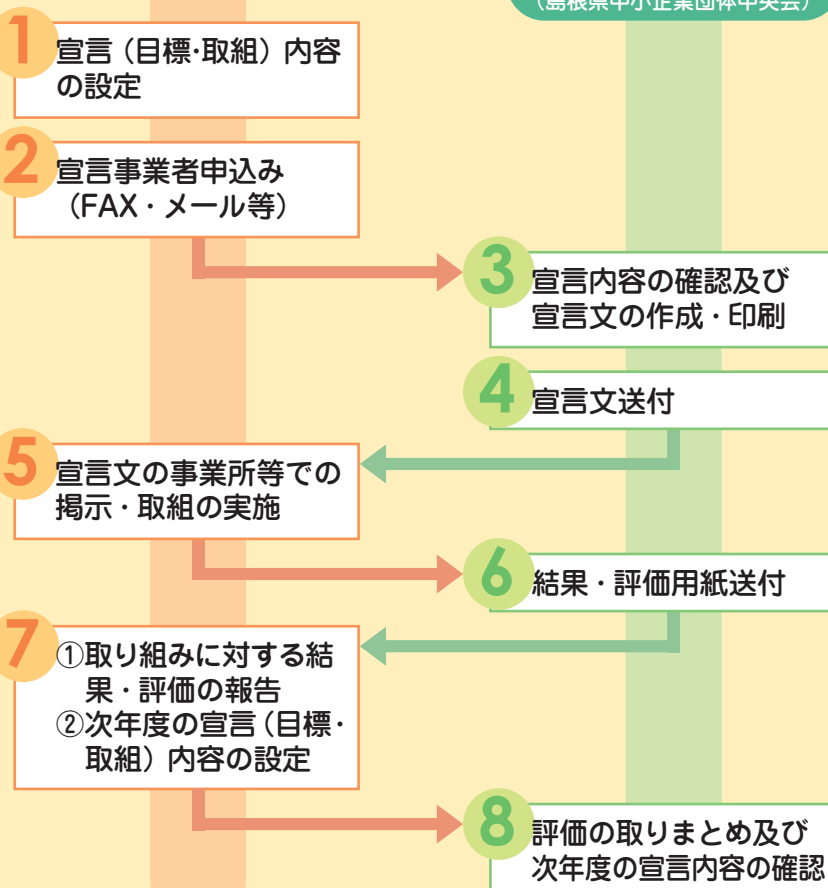 (島根県中小企業団体中央会)
1
宣言(目標・取組)内容
の設定
2
宣言事業者申込み
(FAX・メール等)
3
宣言内容の確認及び
宣言文の作成・印刷
4
宣言文送付
5
宣言文の事業所等での
掲示・取組の実施
6
結果・評価用紙送付
7
①取り組みに対する結
果・評価の報告
②次年度の宣言(目標・
取組)内容の設定
8
評価の取りまとめ及び
次年度の宣言内容の確認